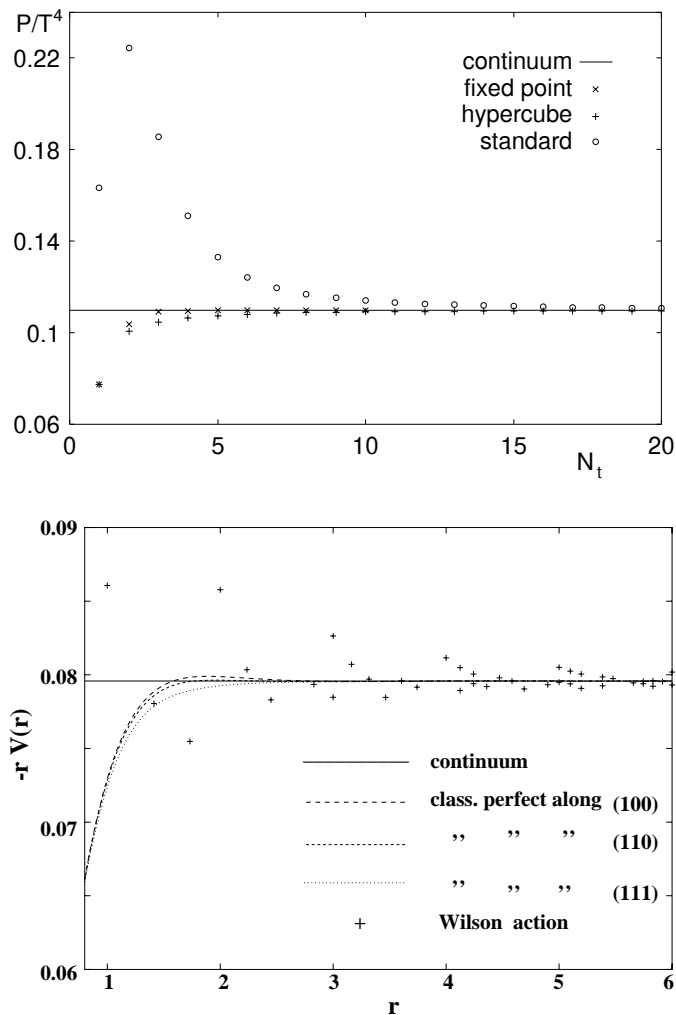 P/T⁴
0.22
0.18
0.14
0.1
0.06
continuum
fixed point
hypercube
standard
0 5 10 15 20
N_t
0.09
0.08
0.07
0.06
-r V(r)
continuum
class. perfect along (100)
,, ,, ,, (110)
,, ,, ,, (111)
Wilson action
1 2 3 4 5 6
r